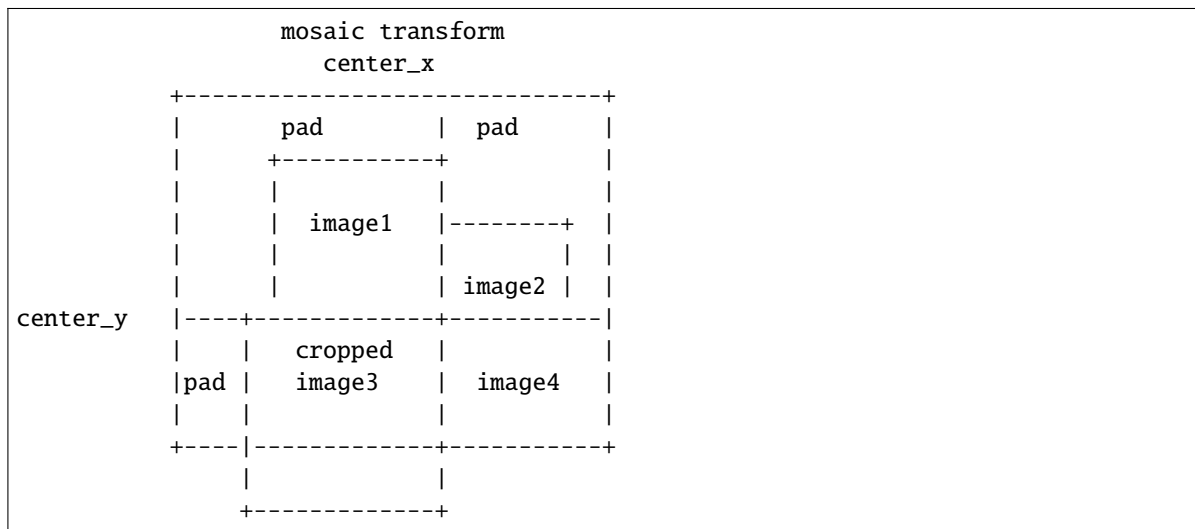 mosaic transform
center_x
+------------------------------+
|       pad        |  pad      |
|      +-----------+           |
|      |           |           |
|      |  image1   |--------+  |
|      |           |        |  |
|      |           | image2 |  |
center_y |----+-------------+-----------|
|    |   cropped   |           |
|pad |   image3    |  image4   |
|    |             |           |
+----|-------------+-----------+
|             |
+-------------+